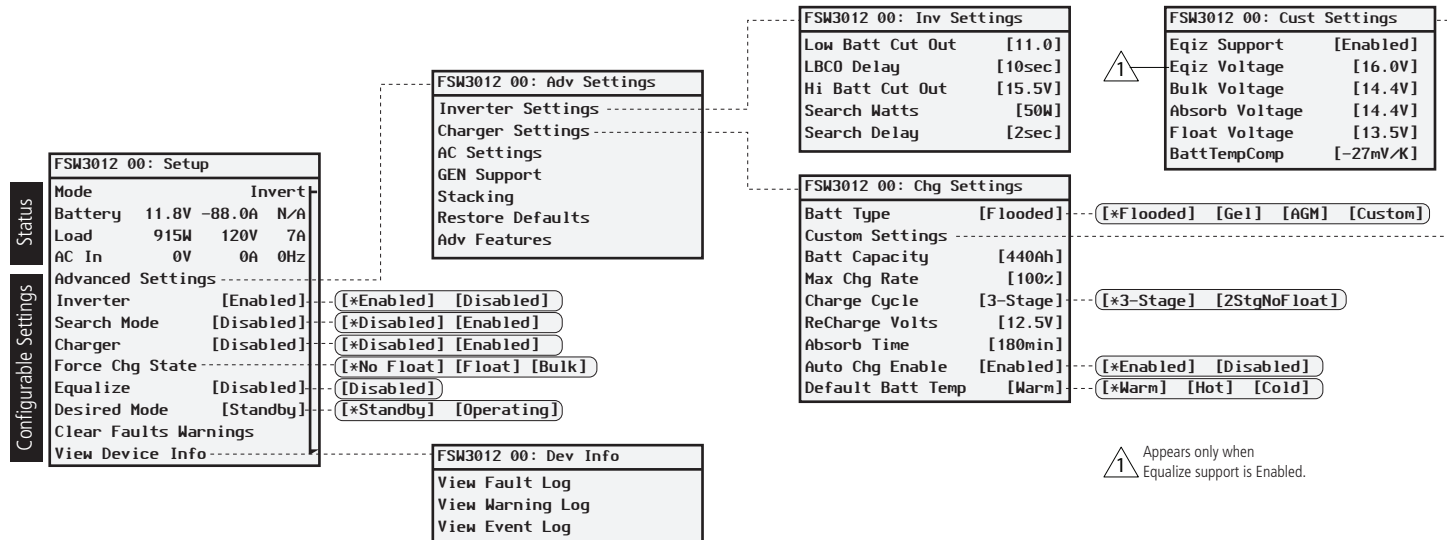 Status
Configurable Settings
FSW3012 00: Setup
Mode Invert
Battery 11.8V -88.0A N/A
Load 915W 120V 7A
AC In 0V 0A 0Hz
Advanced Settings
Inverter [Enabled] [*Enabled] [Disabled]
Search Mode [Disabled] [*Disabled] [Enabled]
Charger [Disabled] [*Disabled] [Enabled]
Force Chg State [*No Float] [Float] [Bulk]
Equalize [Disabled] [Disabled]
Desired Mode [Standby] [*Standby] [Operating]
Clear Faults Warnings
View Device Info
FSW3012 00: Adv Settings
Inverter Settings
Charger Settings
AC Settings
GEN Support
Stacking
Restore Defaults
Adv Features
FSW3012 00: Dev Info
View Fault Log
View Warning Log
View Event Log
FSW3012 00: Inv Settings
Low Batt Cut Out [11.0]
LBCO Delay [10sec]
Hi Batt Cut Out [15.5V]
Search Watts [50W]
Search Delay [2sec]
FSW3012 00: Chg Settings
Batt Type [Flooded] [*Flooded] [Gel] [AGM] [Custom]
Custom Settings
Batt Capacity [440Ah]
Max Chg Rate [100%]
Charge Cycle [3-Stage] [*3-Stage] [2StgNoFloat]
ReCharge Volts [12.5V]
Absorb Time [180min]
Auto Chg Enable [Enabled] [*Enabled] [Disabled]
Default Batt Temp [Warm] [*Warm] [Hot] [Cold]
FSW3012 00: Cust Settings
Eqiz Support [Enabled]
1 Eqiz Voltage [16.0V]
Bulk Voltage [14.4V]
Absorb Voltage [14.4V]
Float Voltage [13.5V]
BattTempComp [-27mV/K]
1 Appears only when
Equalize support is Enabled.